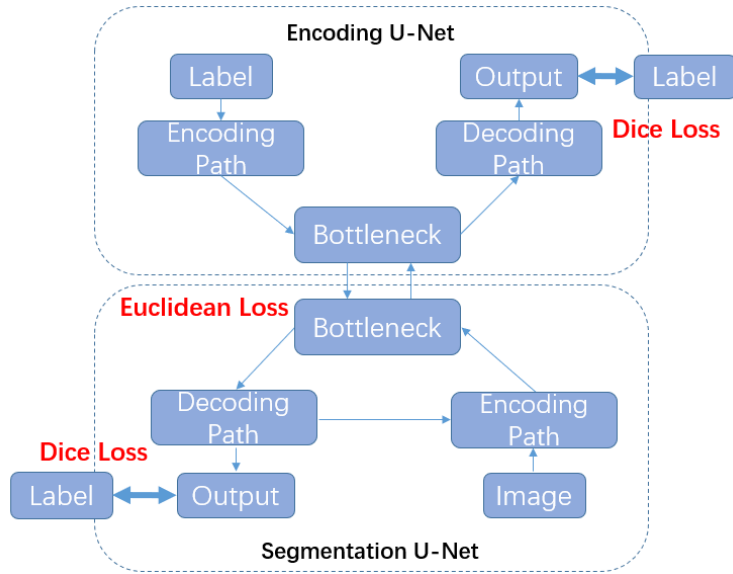 Encoding U-Net
Label
Output
Label
Encoding
Path
Decoding
Path
Dice Loss
Bottleneck
Euclidean Loss
Bottleneck
Decoding
Path
Encoding
Path
Dice Loss
Label
Output
Image
Segmentation U-Net